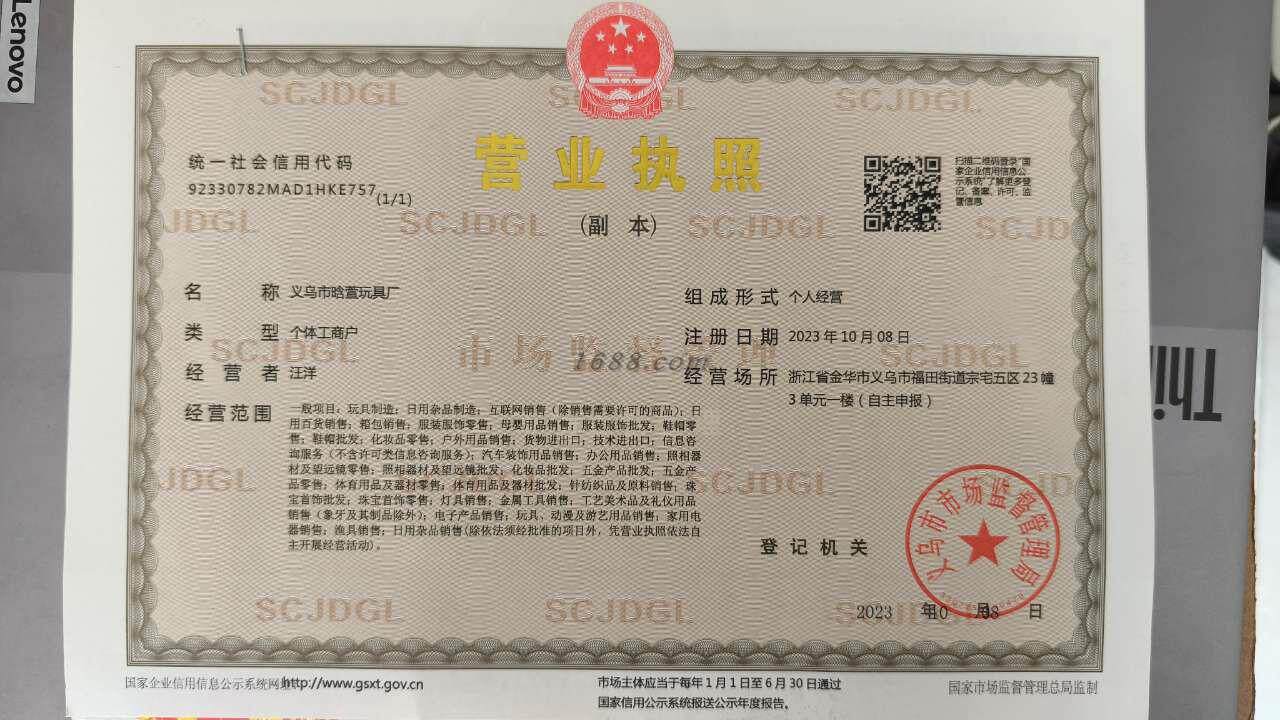 Lenovo
统一社会信用代码
92330782MAD1HKE757(1/1)
营业执照
(副 本)
扫描二维码登录"国
家企业信用信息公
示系统"了解更多登
记、备案、许可、监
管信息
名称 义乌市晗萱玩具厂
类型 个体工商户
经营者 汪洋
经营范围 一般项目：玩具制造；日用杂品制造；互联网销售（除销售需要许可的商品）；日
用百货销售；箱包销售；服装服饰零售；母婴用品销售；服装服饰批发；鞋帽零
售；鞋帽批发；化妆品零售；户外用品销售；货物进出口；技术进出口；信息咨
询服务（不含许可类信息咨询服务）；汽车装饰用品销售；办公用品销售；照相器
材及望远镜零售；照相器材及望远镜批发；化妆品批发；五金产品批发；五金产
品零售；体育用品及器材零售；体育用品及器材批发；针纺织品及原料销售；珠
宝首饰批发；珠宝首饰零售；灯具销售；金属工具销售；工艺美术品及礼仪用品
销售（象牙及其制品除外）；电子产品销售；玩具、动漫及游艺用品销售；家用电
器销售；渔具销售；日用杂品销售(除依法须经批准的项目外，凭营业执照依法自
主开展经营活动)。
组成形式 个人经营
注册日期 2023年10月08日
经营场所 浙江省金华市义乌市福田街道宗宅五区23幢
3单元一楼（自主申报）
登记机关
义乌市市场监督管理局
2023 年10 月08 日
国家企业信用信息公示系统网址http://www.gsxt.gov.cn
市场主体应当于每年1月1日至6月30日通过
国家信用公示系统报送公示年度报告。
国家市场监督管理总局监制
SCJDGL
SCJDGL
SCJDGL
SCJDGL
SCJDGL
SCJDGL
SCJDGL
SCJDGL
SCJDGL
SCJDGL
1688.com
Thin